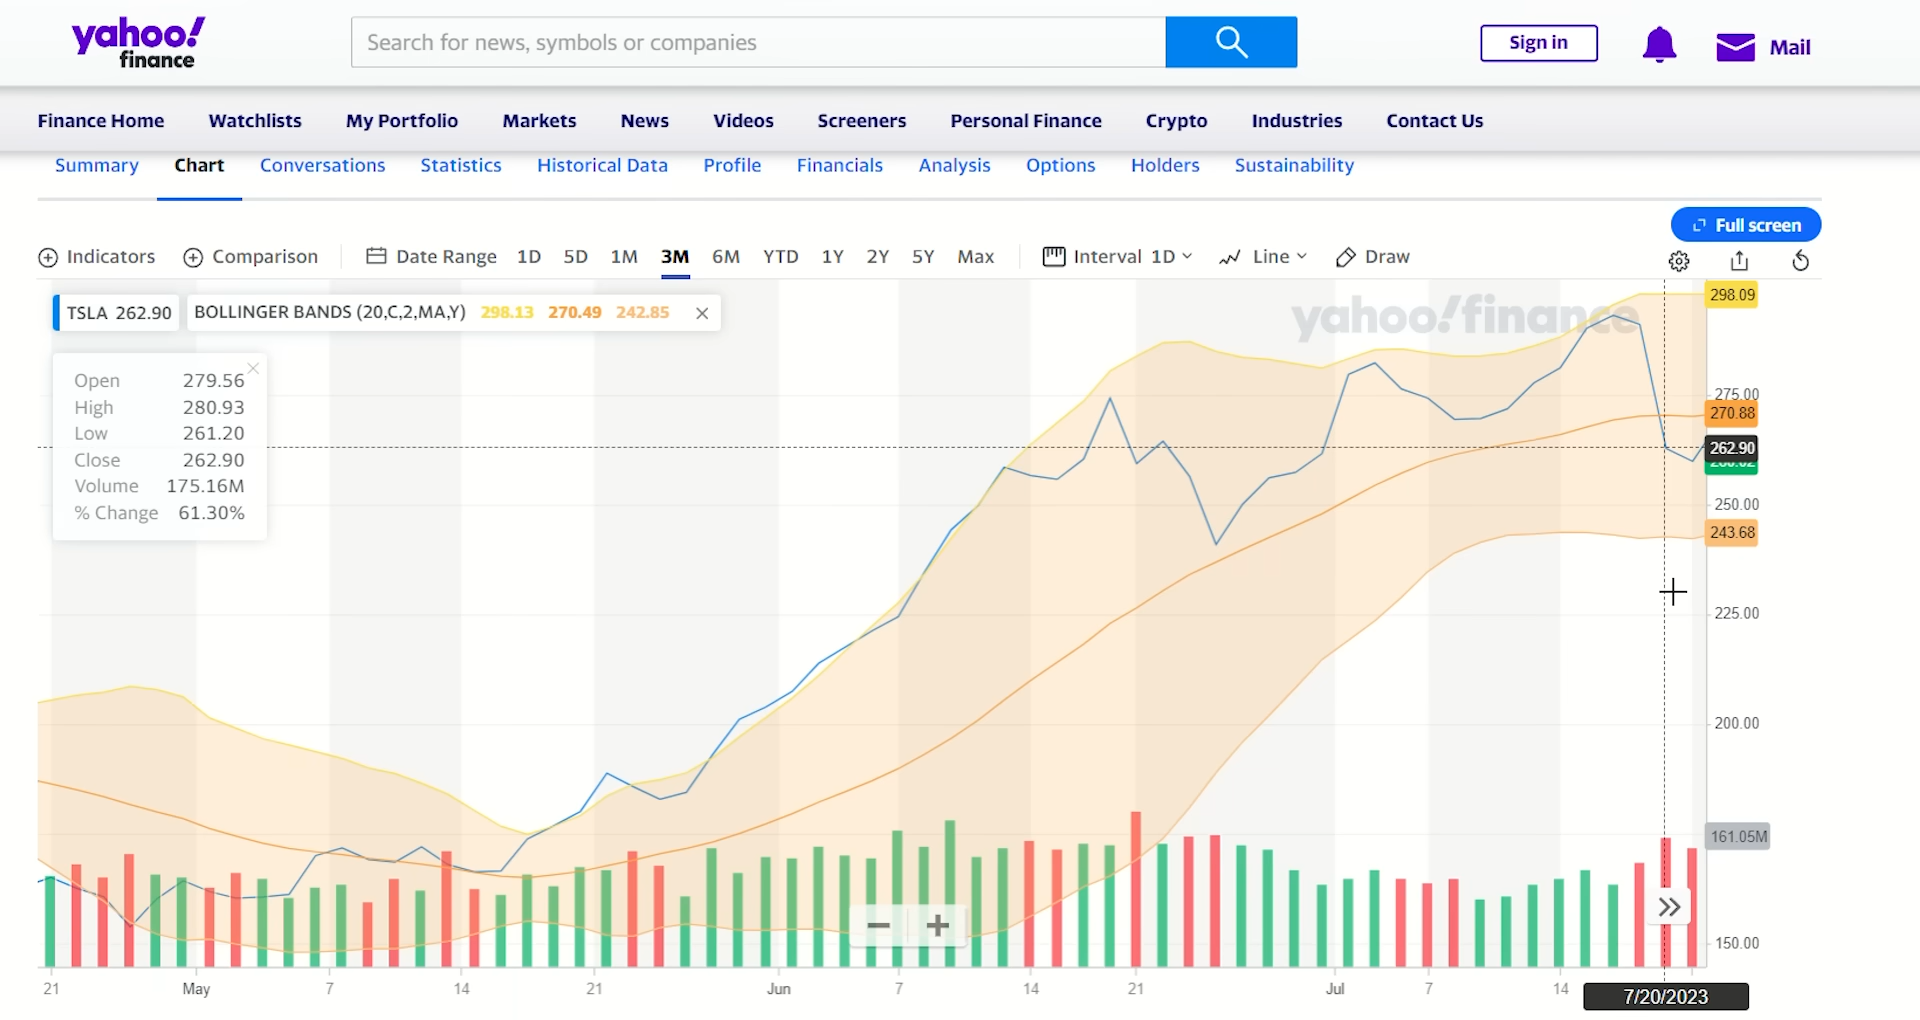 yahoo!
finance
Search for news, symbols or companies
Sign in
Mail
Finance Home Watchlists My Portfolio Markets News Videos Screeners Personal Finance Crypto Industries Contact Us
Summary Chart Conversations Statistics Historical Data Profile Financials Analysis Options Holders Sustainability
Full screen
Indicators Comparison Date Range 1D 5D 1M 3M 6M YTD 1Y 2Y 5Y Max Interval 1D Line Draw
TSLA 262.90 BOLLINGER BANDS (20,C,2,MA,Y) 298.13 270.49 242.85
yahoo!finance
298.09
Open 279.56
High 280.93
Low 261.20
Close 262.90
Volume 175.16M
% Change 61.30%
275.00
270.88
262.90
250.00
243.68
225.00
200.00
161.05M
150.00
21 May 7 14 21 Jun 7 14 21 Jul 7 14
7/20/2023